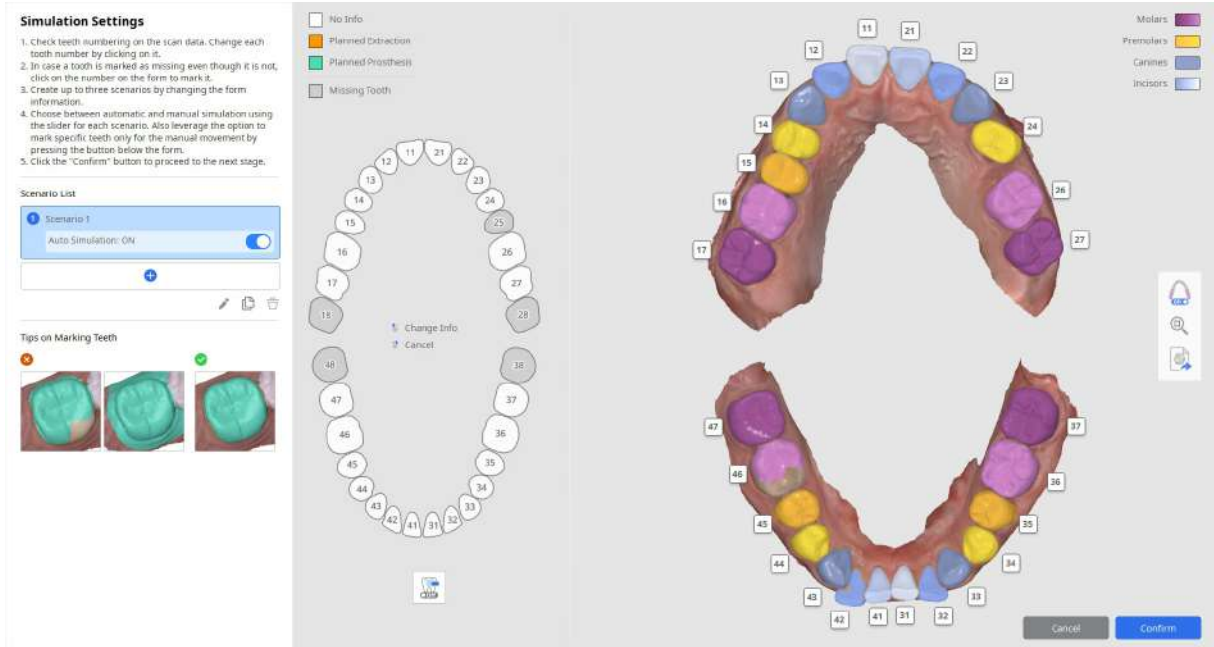 Simulation Settings
1. Check teeth numbering on the scan data. Change each
tooth number by clicking on it.
2. In case a tooth is marked as missing even though it is not,
click on the number on the form to mark it.
3. Create up to three scenarios by changing the form
information.
4. Choose between automatic and manual simulation using
the slider for each scenario. Also leverage the option to
mark specific teeth only for the manual movement by
pressing the button below the form.
5. Click the "Confirm" button to proceed to the next stage.
Scenario List
1 Scenario 1
Auto Simulation: ON
Tips on Marking Teeth
No Info
Planned Extraction
Planned Prosthesis
Missing Tooth
11 21
12 22
13 23
14 24
15 25
16 26
17 27
18 28
Change Info
Cancel
48 38
47 37
46 36
45 35
44 34
43 33
42 41 31 32
11 21
12 22
13 23
14 24
15
16 26
17 27
47 37
46 36
45 35
44 34
43 33
42 41 31 32
Molars
Premolars
Canines
Incisors
Cancel Confirm